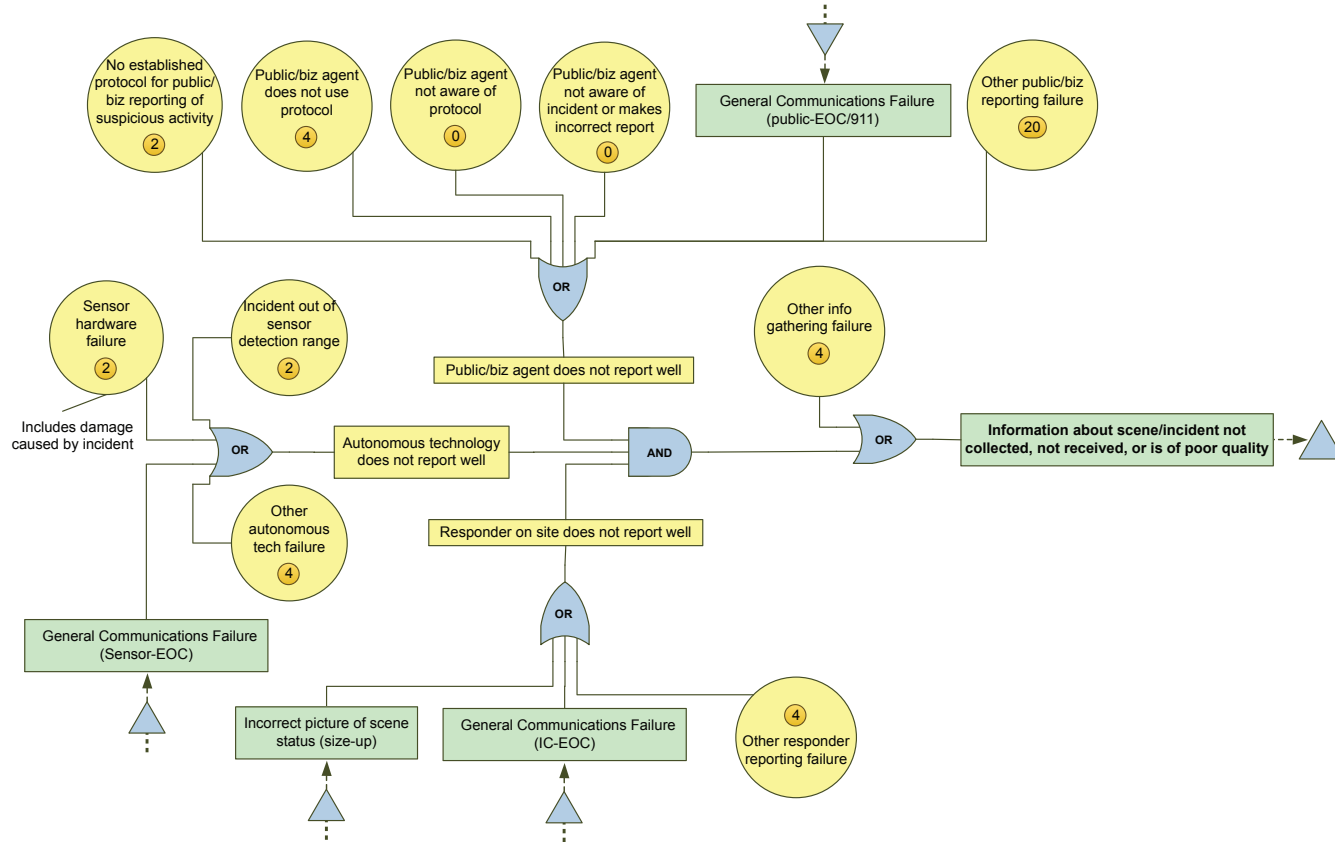 No established
protocol for public/
biz reporting of
suspicious activity
2
Public/biz agent
does not use
protocol
4
Public/biz agent
not aware of
protocol
0
Public/biz agent
not aware of
incident or makes
incorrect report
0
General Communications Failure
(public-EOC/911)
Other public/biz
reporting failure
20
OR
Sensor
hardware
failure
2
Includes damage
caused by incident
Incident out of
sensor
detection range
2
Other info
gathering failure
4
Public/biz agent does not report well
OR
Autonomous technology
does not report well
AND
OR
Information about scene/incident not
collected, not received, or is of poor quality
Other
autonomous
tech failure
4
Responder on site does not report well
OR
General Communications Failure
(Sensor-EOC)
Incorrect picture of scene
status (size-up)
General Communications Failure
(IC-EOC)
4
Other responder
reporting failure